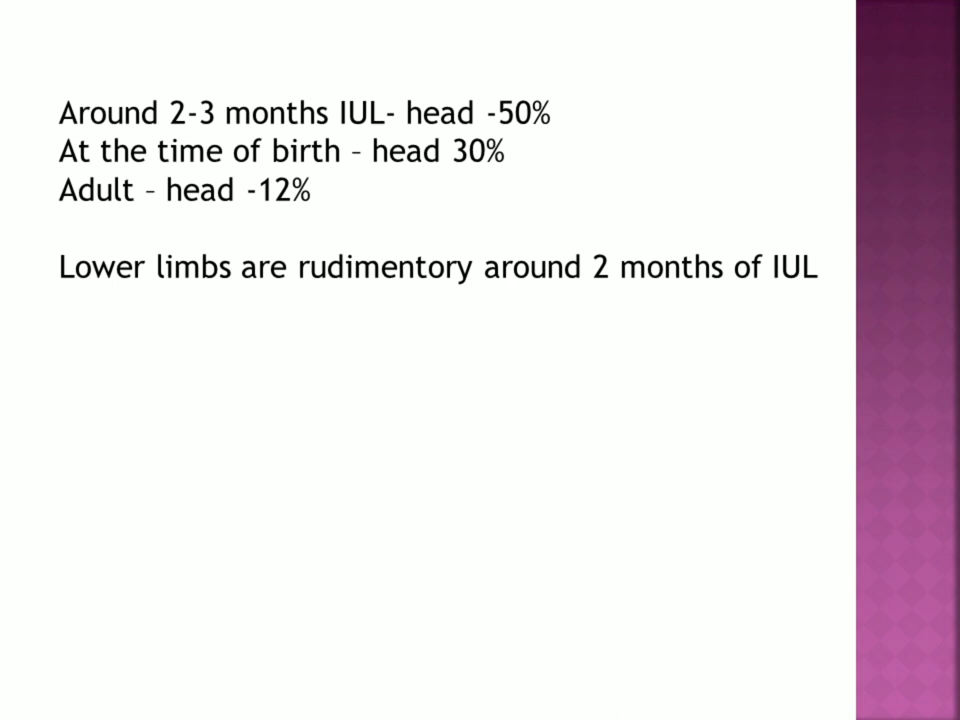 Around 2-3 months IUL- head -50%
At the time of birth – head 30%
Adult – head -12%
Lower limbs are rudimentory around 2 months of IUL